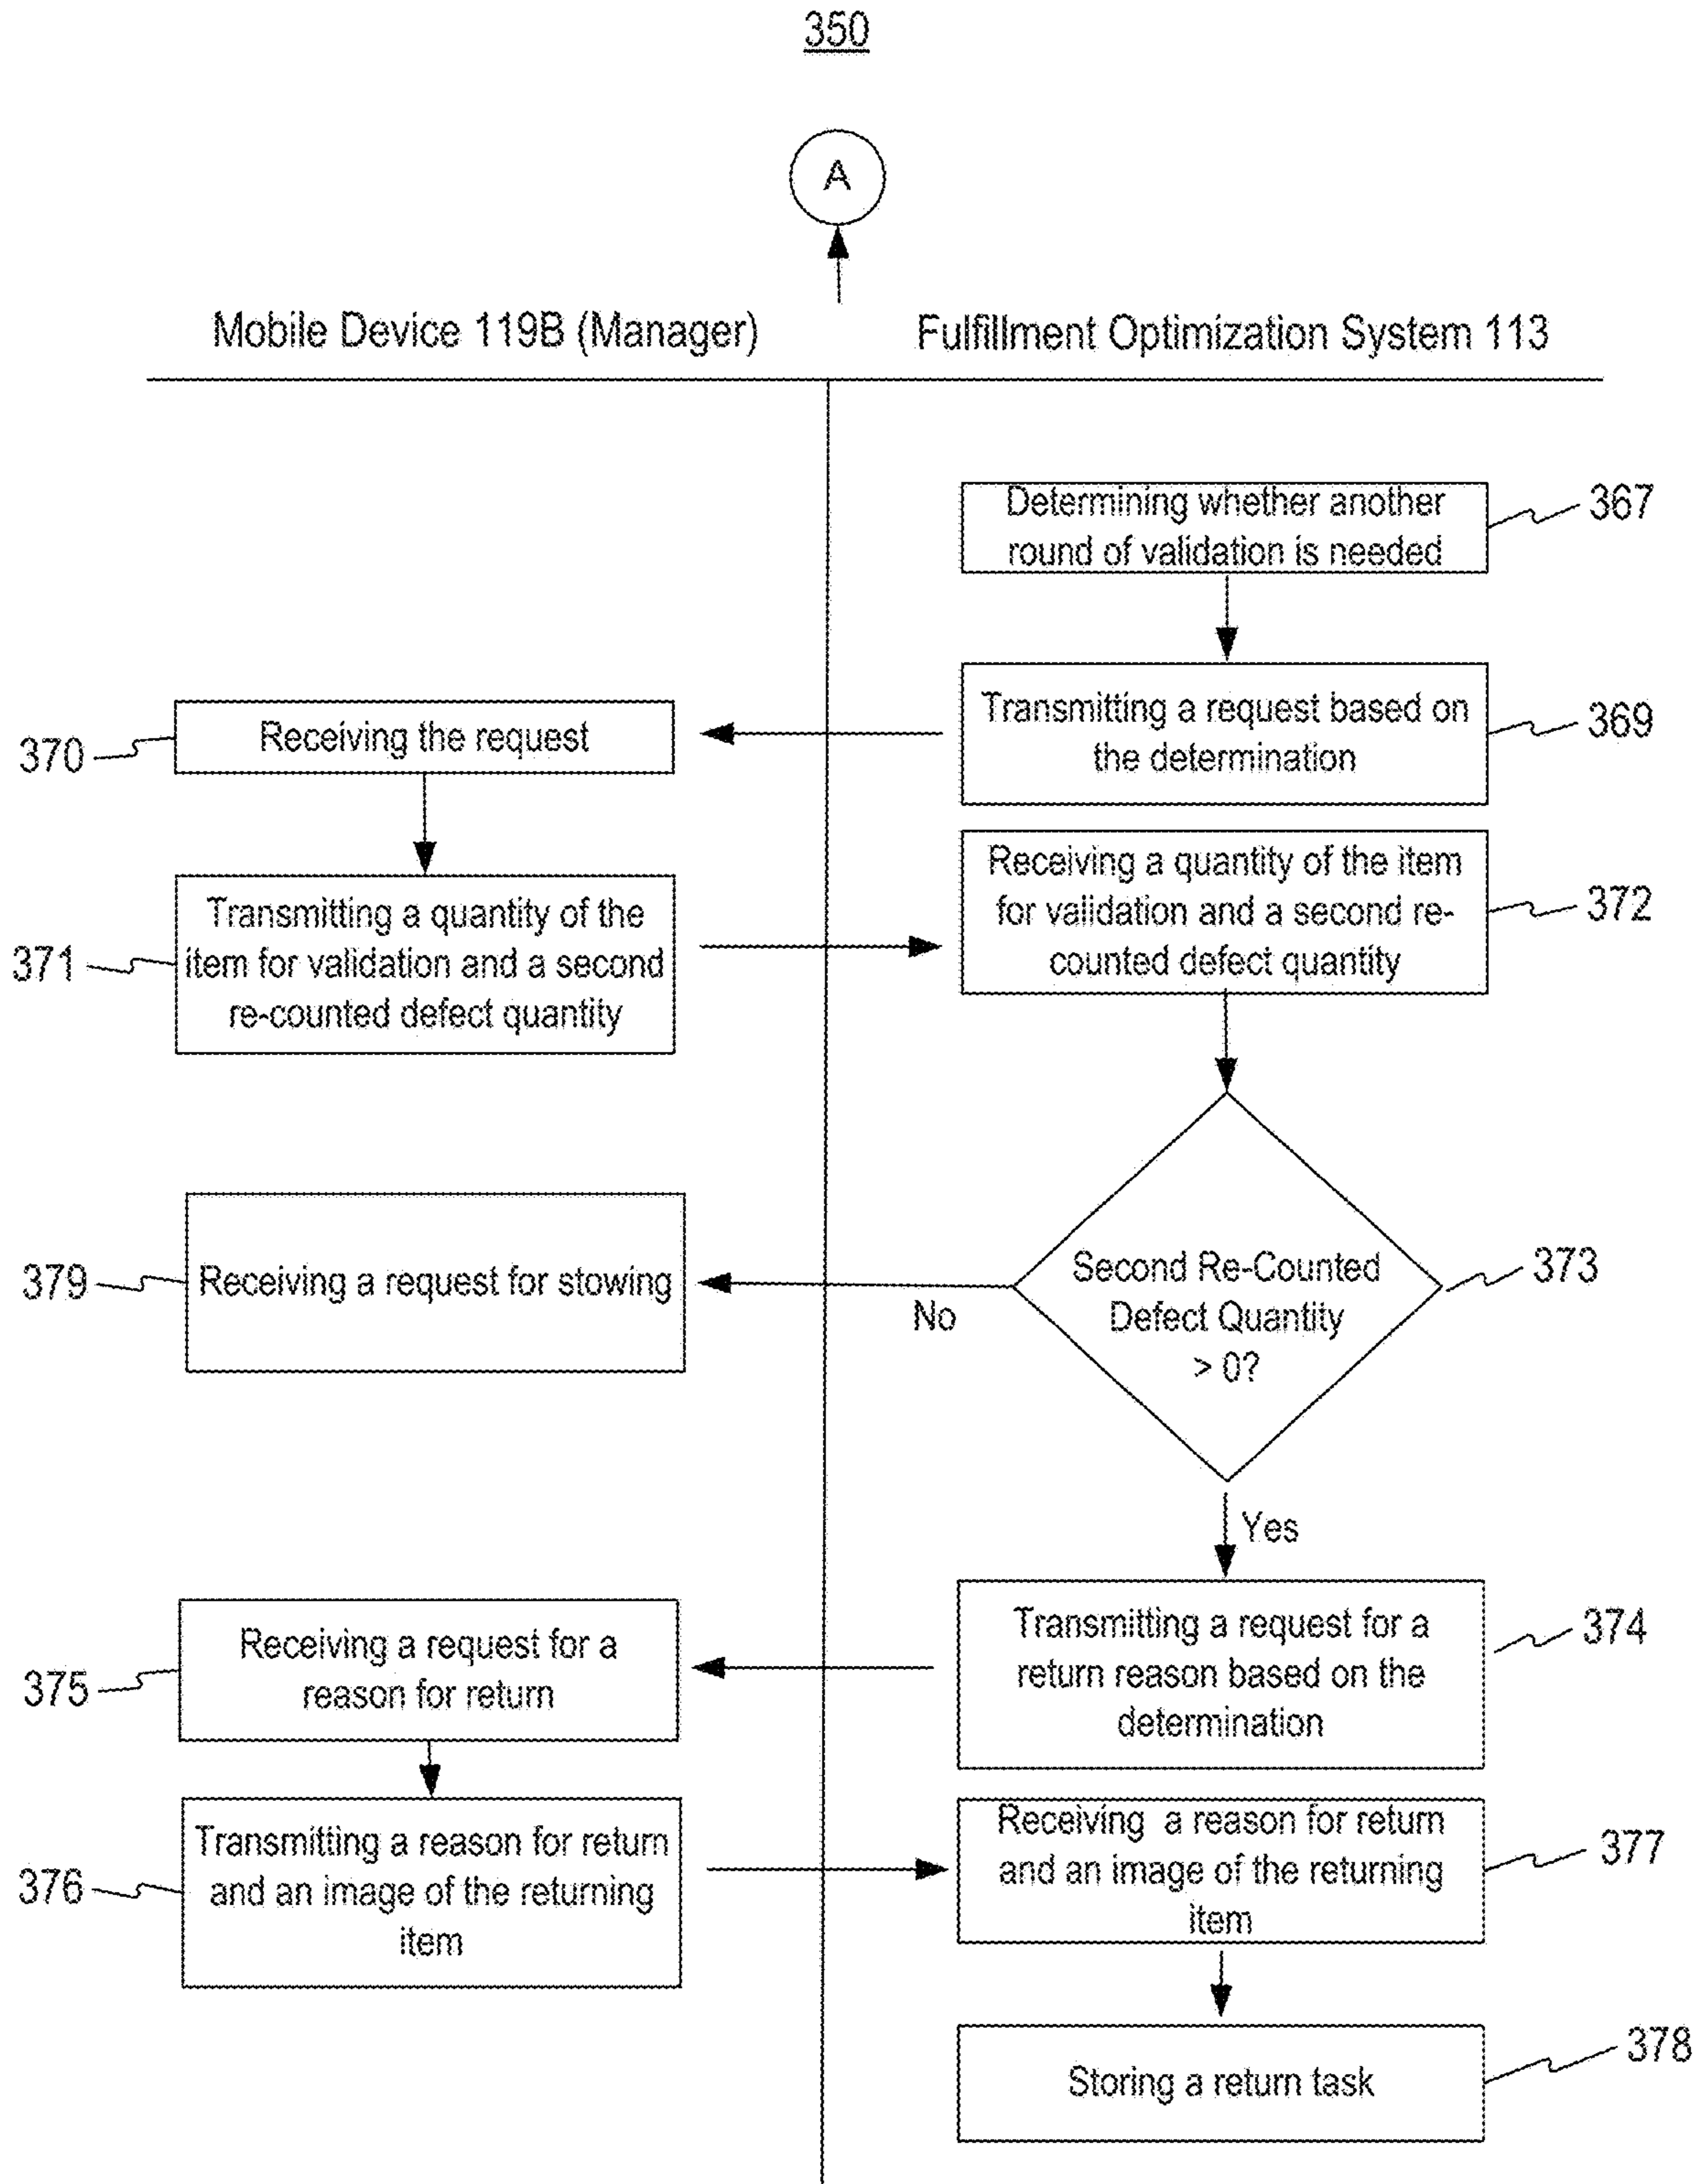 350
A
Mobile Device 119B (Manager)
Fulfillment Optimization System 113
Determining whether another
round of validation is needed
367
Transmitting a request based on
the determination
369
Receiving the request
370
Transmitting a quantity of the
item for validation and a second
re-counted defect quantity
371
Receiving a quantity of the item
for validation and a second re-
counted defect quantity
372
Second Re-Counted
Defect Quantity
> 0?
373
No
Receiving a request for stowing
379
Yes
Transmitting a request for a
return reason based on the
determination
374
Receiving a request for a
reason for return
375
Transmitting a reason for return
and an image of the returning
item
376
Receiving a reason for return
and an image of the returning
item
377
Storing a return task
378